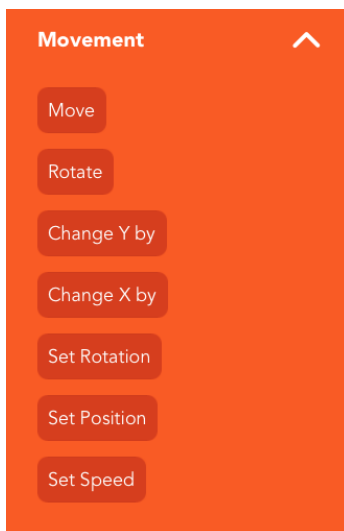 Movement
Move
Rotate
Change Y by
Change X by
Set Rotation
Set Position
Set Speed